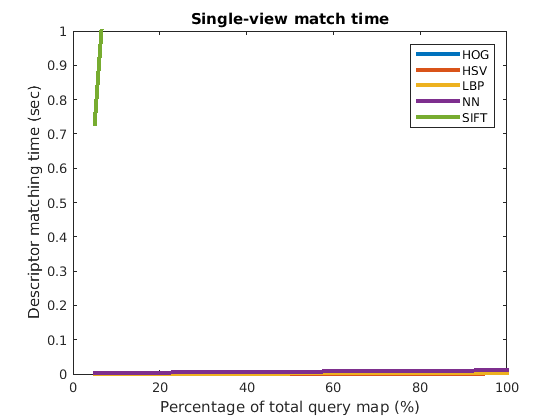 Single-view match time
Descriptor matching time (sec)
1
0.9
0.8
0.7
0.6
0.5
0.4
0.3
0.2
0.1
0
HOG
HSV
LBP
NN
SIFT
0 20 40 60 80 100
Percentage of total query map (%)